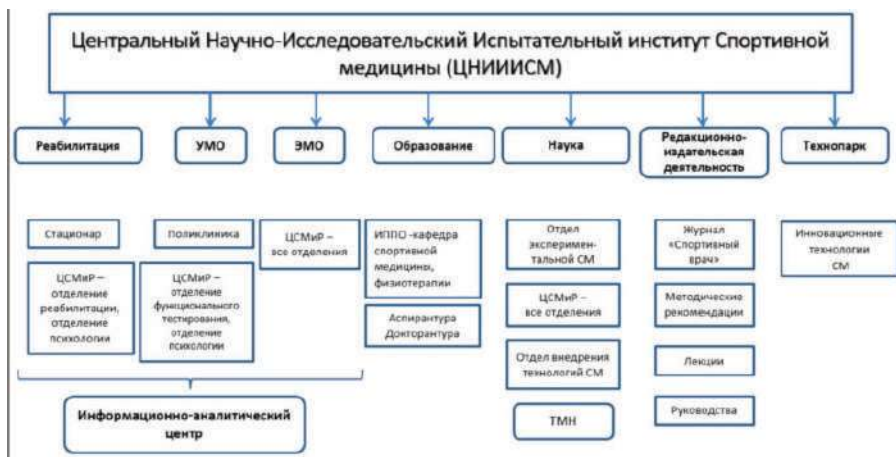 Центральный Научно-Исследовательский Испытательный институт Спортивной
медицины (ЦНИИИСМ)
Реабилитация
УМО
ЭМО
Образование
Наука
Редакционно-
издательская
деятельность
Технопарк
Стационар
ЦСМиР –
отделение
реабилитации,
отделение
психологии
Поликлиника
ЦСМиР –
отделение
функционального
тестирования,
отделение
психологии
ЦСМиР –
все отделения
ИППО -кафедра
спортивной
медицины,
физиотерапии
Аспирантура
Докторантура
Отдел
эксперимен-
тальной СМ
ЦСМиР –
все отделения
Отдел внедрения
технологий СМ
ТМН
Журнал
«Спортивный
врач»
Методические
рекомендации
Лекции
Руководства
Инновационные
технологии
СМ
Информационно-аналитический
центр